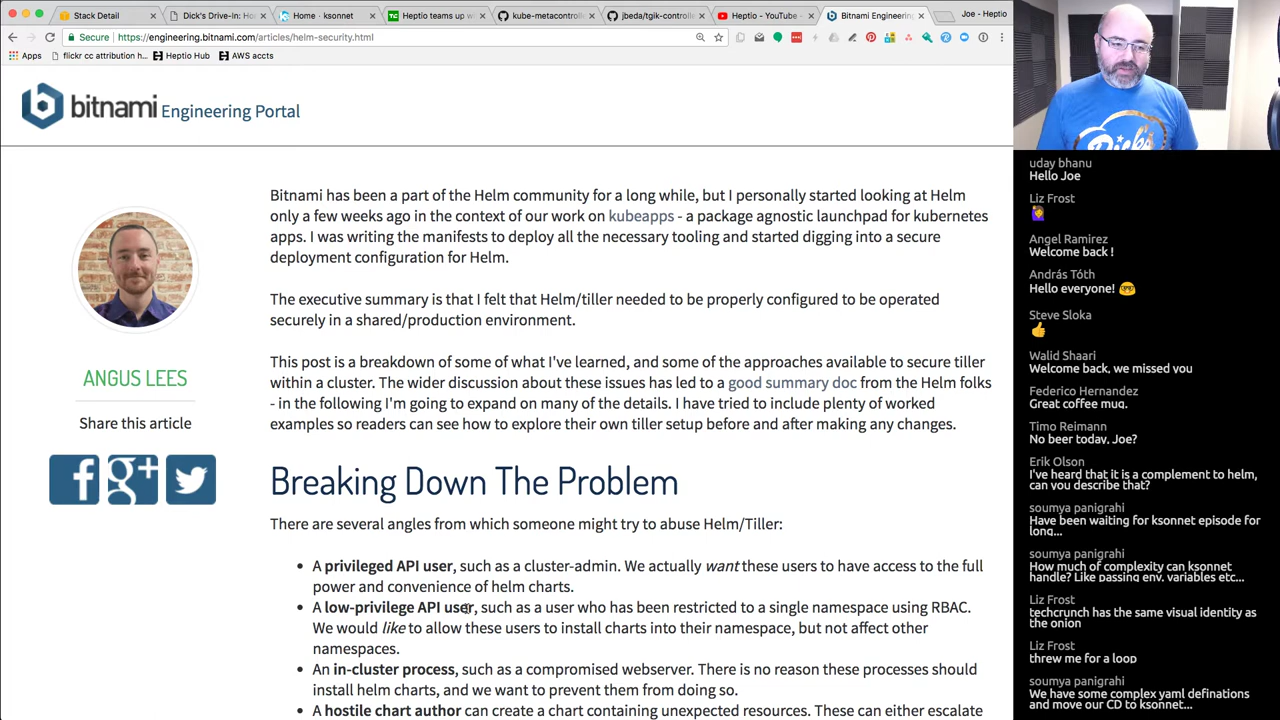 Stack Detail
Dick's Drive-In: Ho
Home · ksonnet
Heptio teams up w
kube-metacontrolle
jbeda/tgik-controll
Heptio - YouTube
Bitnami Engineering
Joe - Heptio
Secure https://engineering.bitnami.com/articles/helm-security.html
Apps
flickr cc attribution h...
Heptio Hub
AWS accts
bitnami Engineering Portal
Bitnami has been a part of the Helm community for a long while, but I personally started looking at Helm
only a few weeks ago in the context of our work on kubeapps - a package agnostic launchpad for kubernetes
apps. I was writing the manifests to deploy all the necessary tooling and started digging into a secure
deployment configuration for Helm.
The executive summary is that I felt that Helm/tiller needed to be properly configured to be operated
securely in a shared/production environment.
This post is a breakdown of some of what I've learned, and some of the approaches available to secure tiller
within a cluster. The wider discussion about these issues has led to a good summary doc from the Helm folks
- in the following I'm going to expand on many of the details. I have tried to include plenty of worked
examples so readers can see how to explore their own tiller setup before and after making any changes.
ANGUS LEES
Share this article
Breaking Down The Problem
There are several angles from which someone might try to abuse Helm/Tiller:
• A privileged API user, such as a cluster-admin. We actually want these users to have access to the full
power and convenience of helm charts.
• A low-privilege API user, such as a user who has been restricted to a single namespace using RBAC.
We would like to allow these users to install charts into their namespace, but not affect other
namespaces.
• An in-cluster process, such as a compromised webserver. There is no reason these processes should
install helm charts, and we want to prevent them from doing so.
• A hostile chart author can create a chart containing unexpected resources. These can either escalate
uday bhanu
Hello Joe
Liz Frost
🙋‍♀️
Angel Ramirez
Welcome back !
András Tóth
Hello everyone! 🤓
Steve Sloka
👍
Walid Shaari
Welcome back, we missed you
Federico Hernandez
Great coffee mug.
Timo Reimann
No beer today, Joe?
Erik Olson
I've heard that it is a complement to helm,
can you describe that?
soumya panigrahi
Have been waiting for ksonnet episode for
long...
soumya panigrahi
How much of complexity can ksonnet
handle? Like passing env. variables etc...
Liz Frost
techcrunch has the same visual identity as
the onion
Liz Frost
threw me for a loop
soumya panigrahi
We have some complex yaml definations
and move our CD to ksonnet...